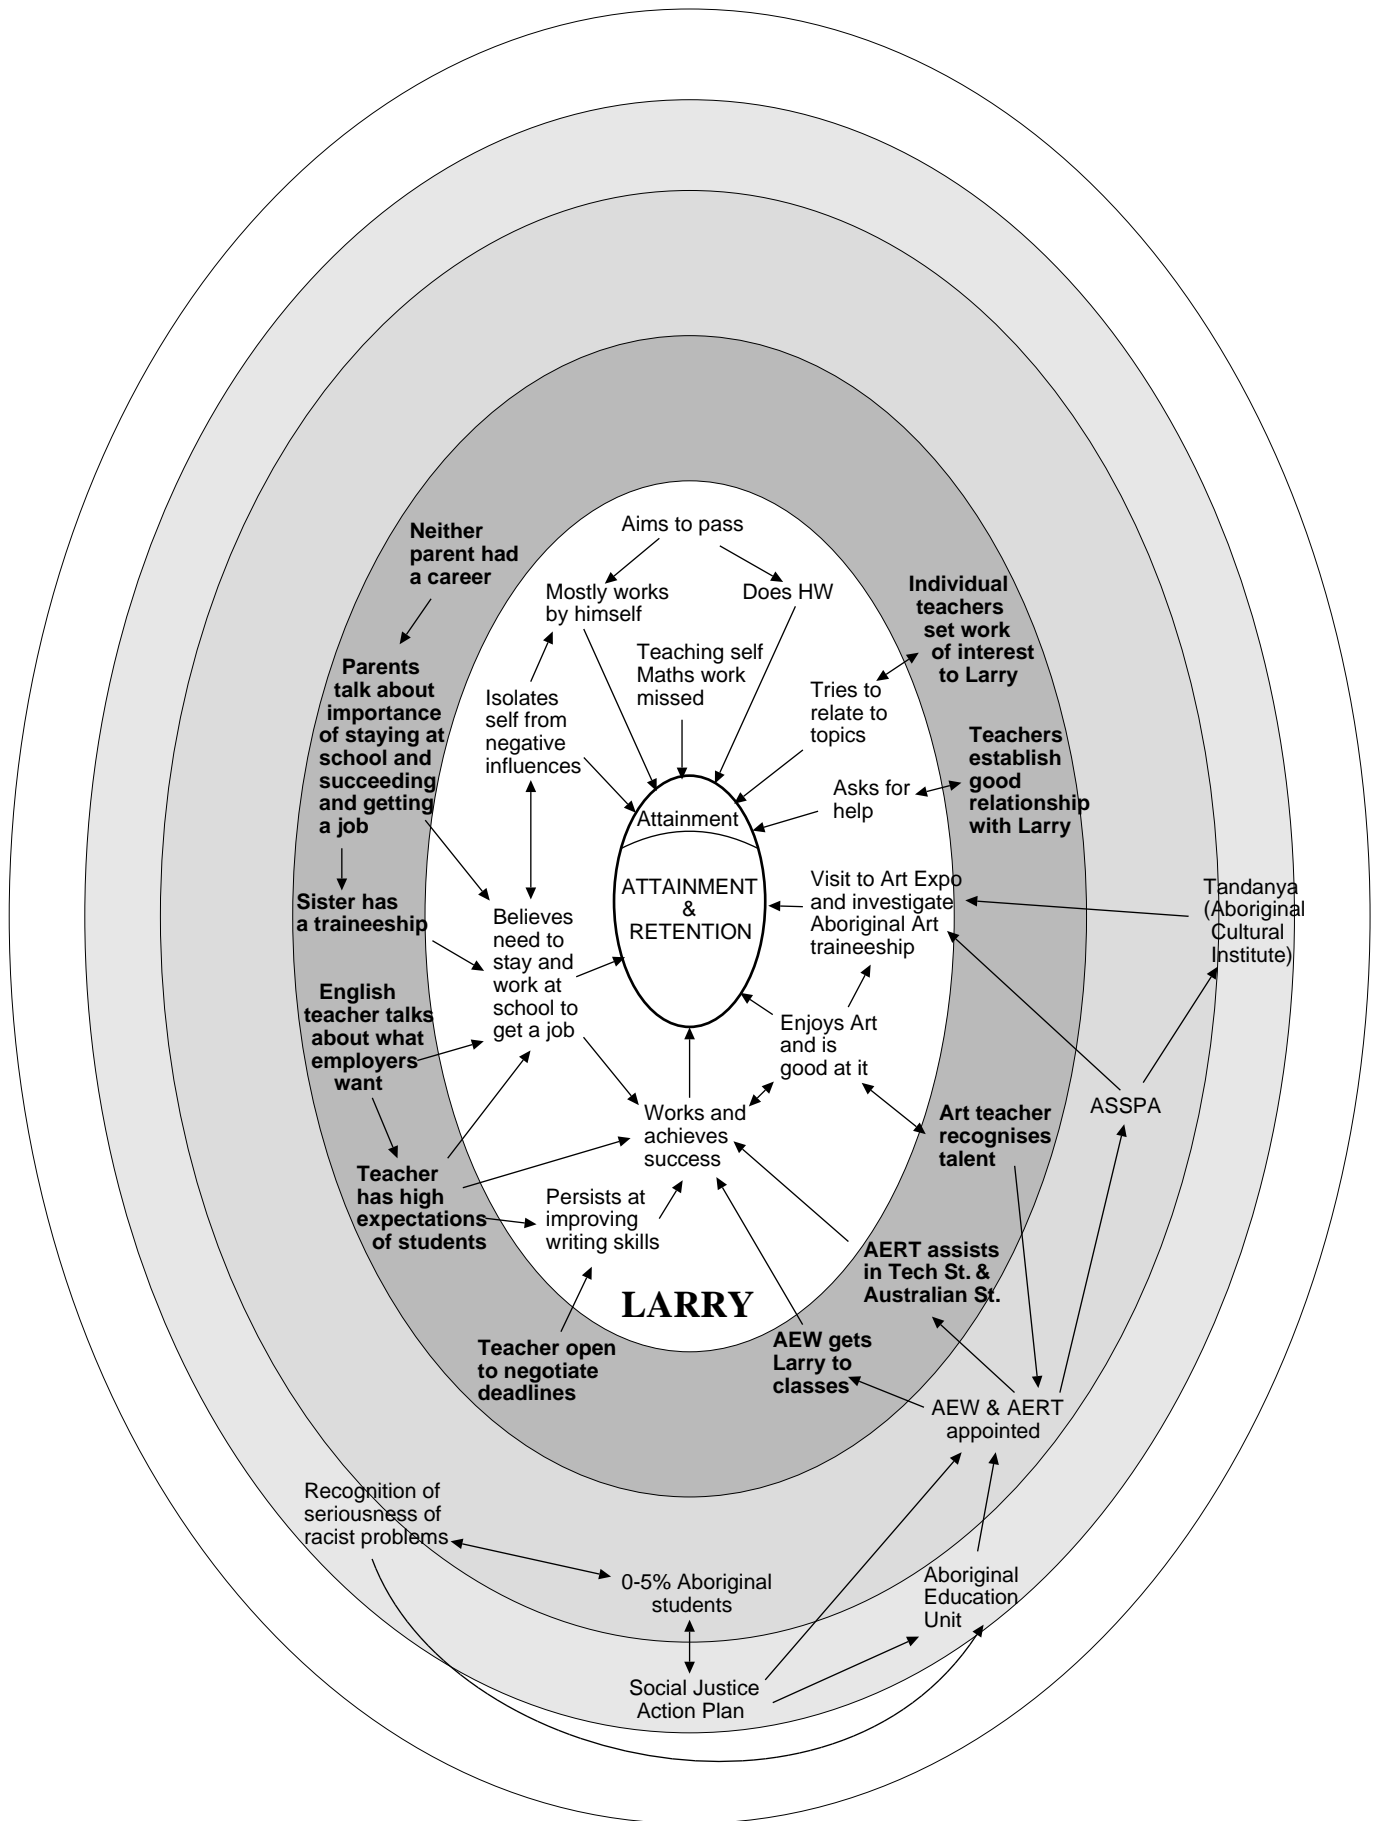 Aims to pass
Neither
parent had
a career
Mostly works
by himself
Does HW
Individual
teachers
set work
of interest
to Larry
Teaching self
Maths work
missed
Parents
talk about
importance
of staying at
school and
succeeding
and getting
a job
Isolates
self from
negative
influences
Tries to
relate to
topics
Teachers
establish
good
relationship
with Larry
Asks for
help
Attainment
ATTAINMENT
&
RETENTION
Visit to Art Expo
and investigate
Aboriginal Art
traineeship
Tandanya
(Aboriginal
Cultural
Institute)
Sister has
a traineeship
Believes
need to
stay and
work at
school to
get a job
English
teacher talks
about what
employers
want
Enjoys Art
and is
good at it
Works and
achieves
success
Art teacher
recognises
talent
ASSPA
Teacher
has high
expectations
of students
Persists at
improving
writing skills
AERT assists
in Tech St. &
Australian St.
LARRY
Teacher open
to negotiate
deadlines
AEW gets
Larry to
classes
AEW & AERT
appointed
Recognition of
seriousness of
racist problems
0-5% Aboriginal
students
Aboriginal
Education
Unit
Social Justice
Action Plan